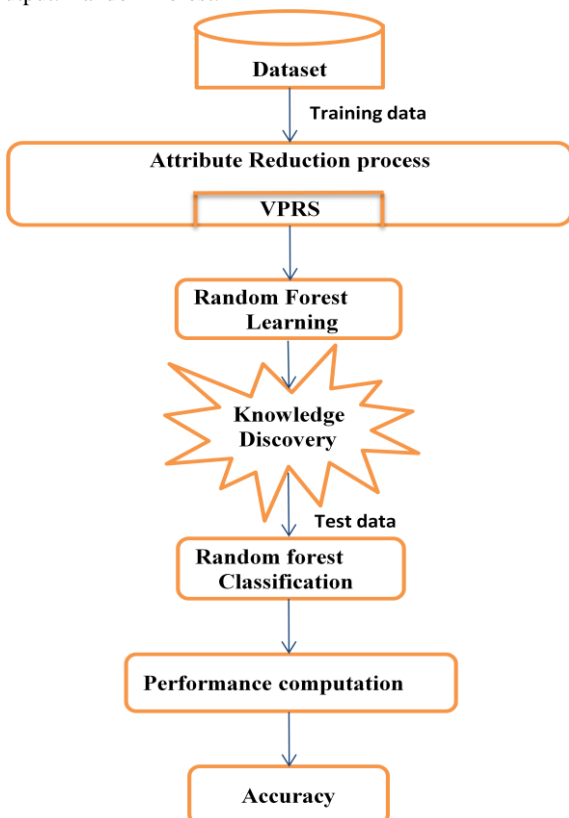 Dataset
Training data
Attribute Reduction process
VPRS
Random Forest
Learning
Knowledge
Discovery
Test data
Random forest
Classification
Performance computation
Accuracy